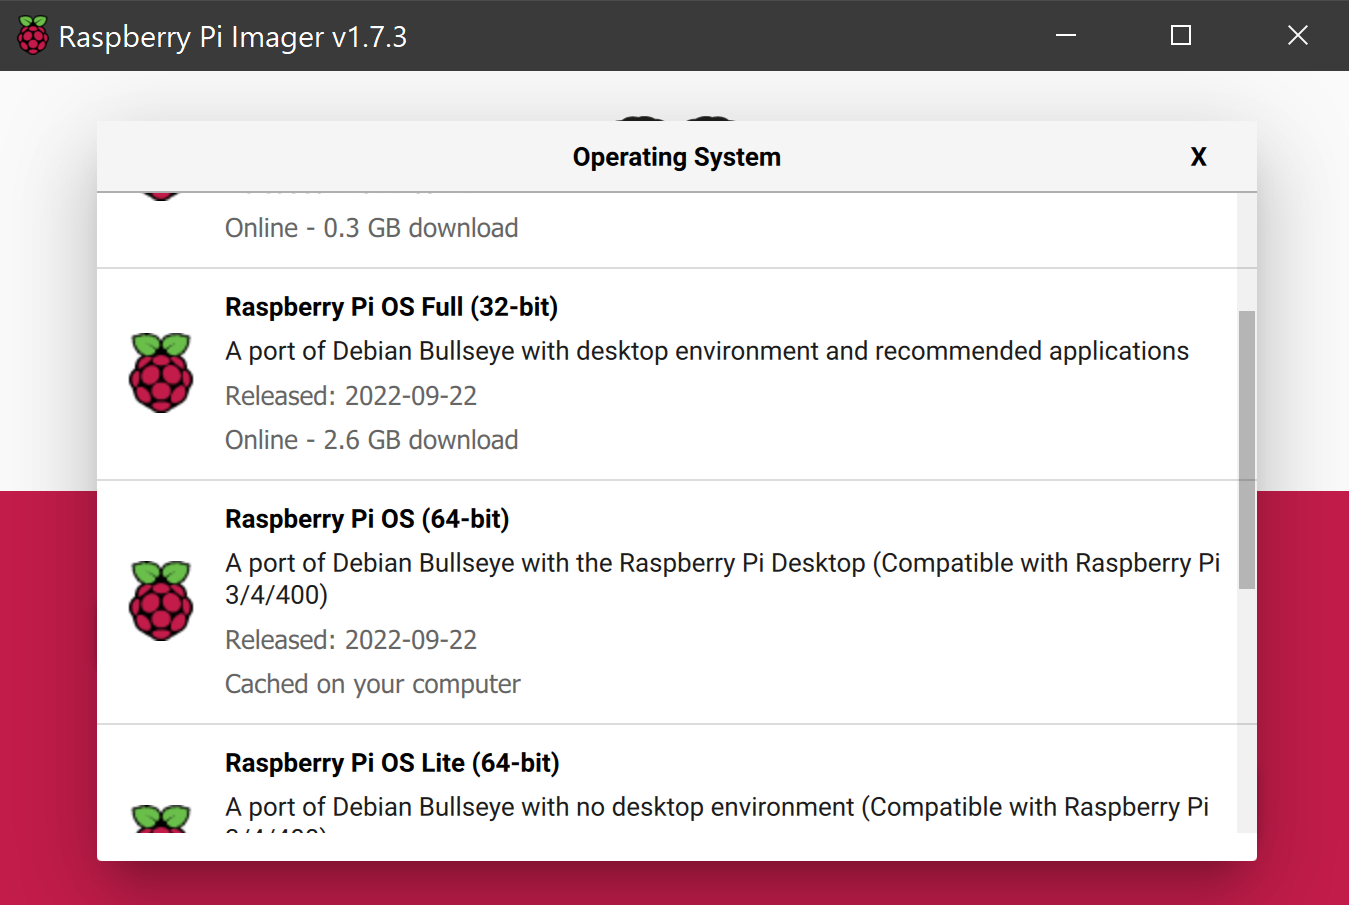 Raspberry Pi Imager v1.7.3
Operating System
X
Online - 0.3 GB download
Raspberry Pi OS Full (32-bit)
A port of Debian Bullseye with desktop environment and recommended applications
Released: 2022-09-22
Online - 2.6 GB download
Raspberry Pi OS (64-bit)
A port of Debian Bullseye with the Raspberry Pi Desktop (Compatible with Raspberry Pi
3/4/400)
Released: 2022-09-22
Cached on your computer
Raspberry Pi OS Lite (64-bit)
A port of Debian Bullseye with no desktop environment (Compatible with Raspberry Pi